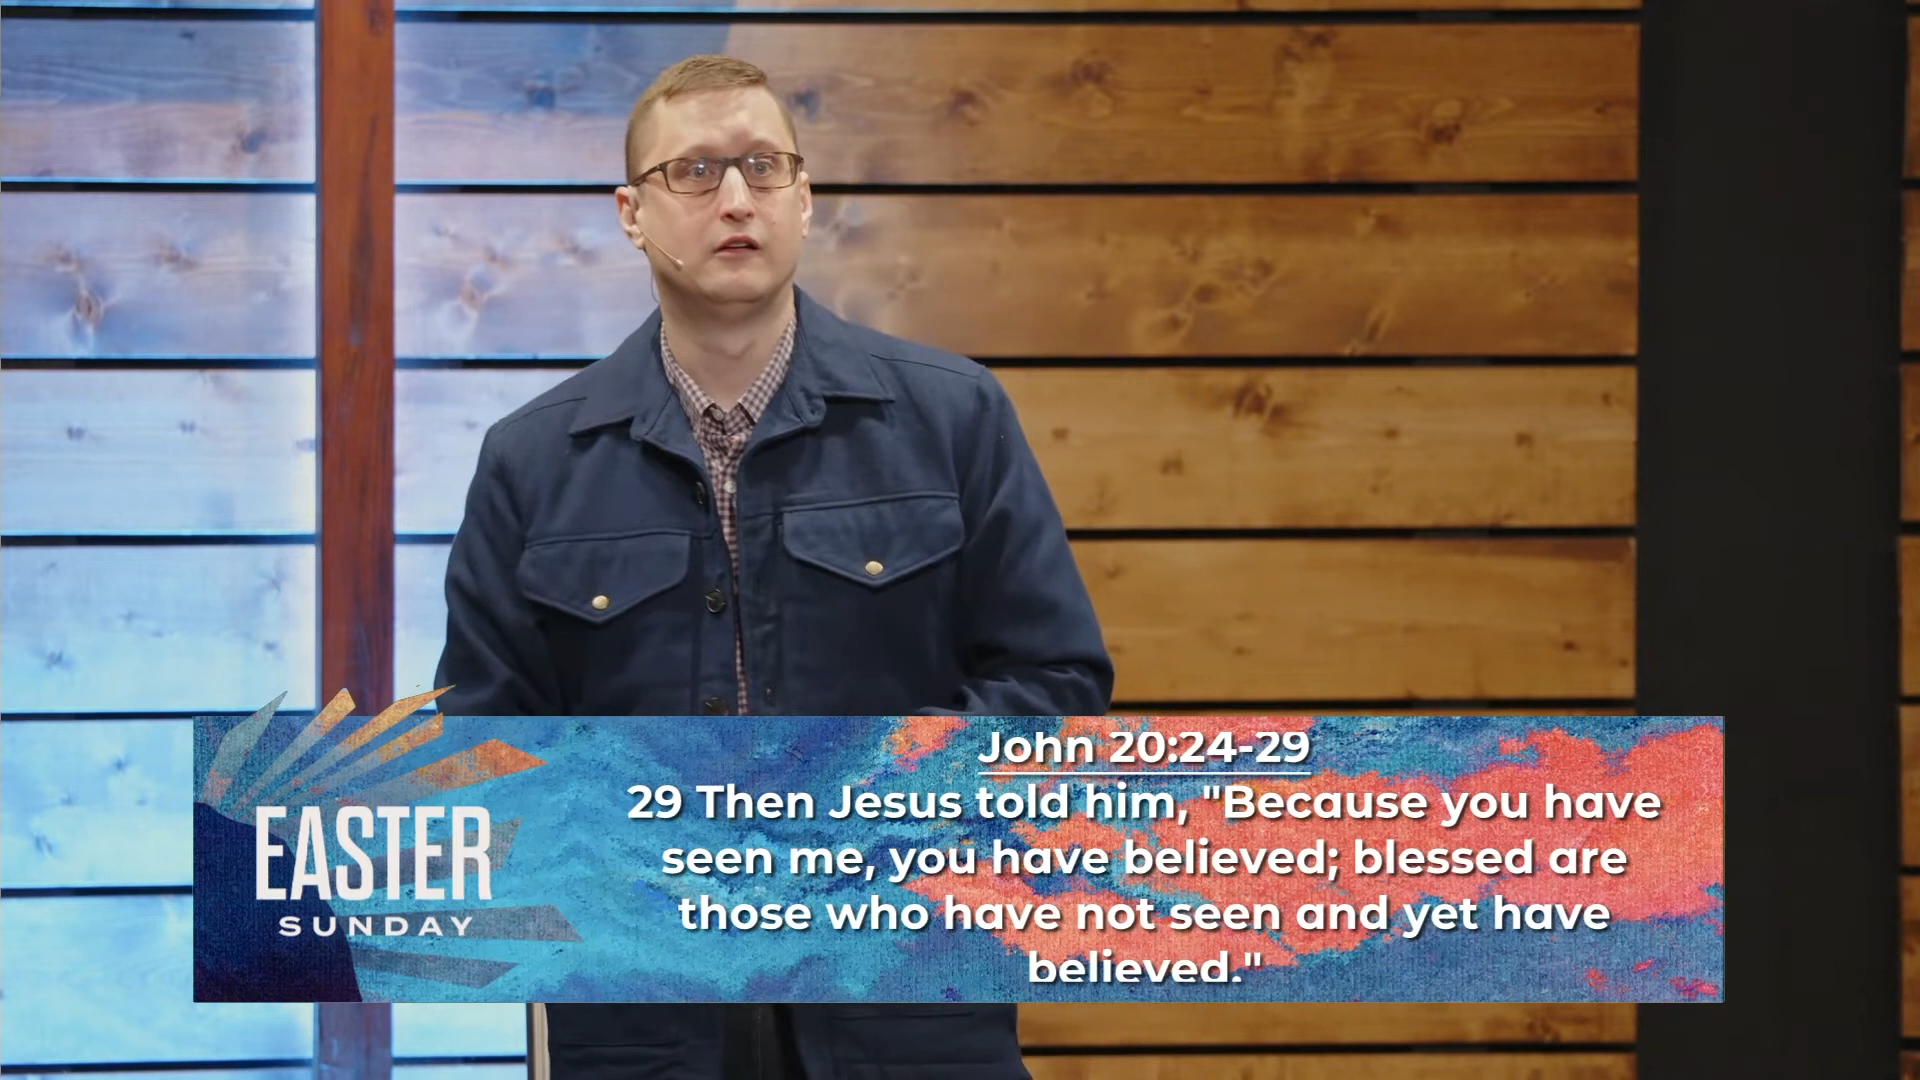 EASTER
SUNDAY
John 20:24-29
29 Then Jesus told him, "Because you have
seen me, you have believed; blessed are
those who have not seen and yet have
believed."